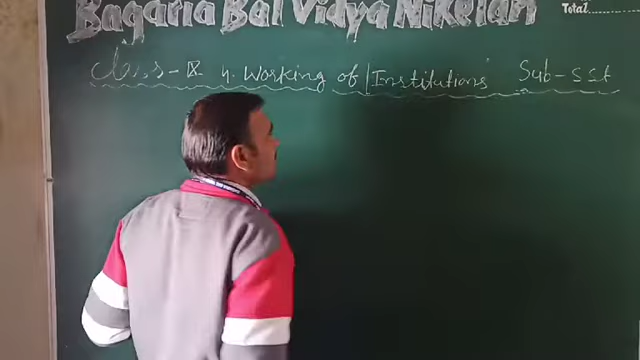 Bagaria Bal Vidya Niketan
Total......................
Class - IX 4. Working of Institutions Sub - SSt